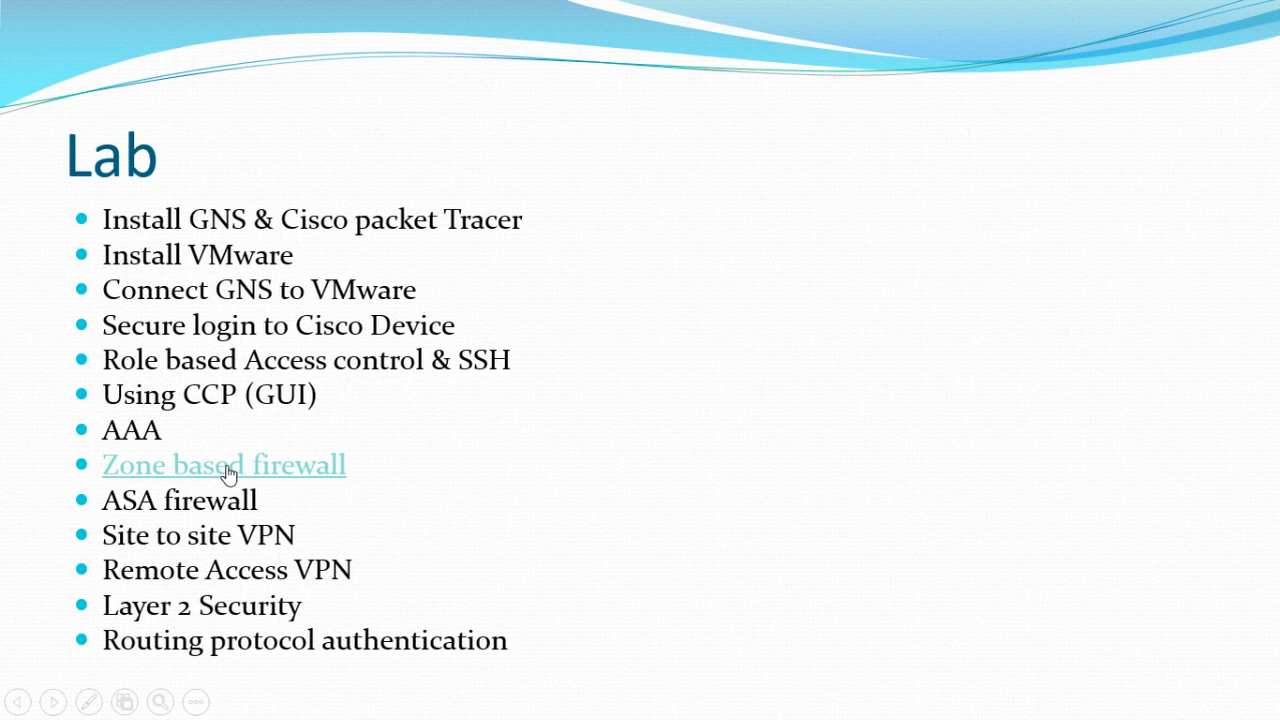 Lab
Install GNS & Cisco packet Tracer
Install VMware
Connect GNS to VMware
Secure login to Cisco Device
Role based Access control & SSH
Using CCP (GUI)
AAA
Zone based firewall
ASA firewall
Site to site VPN
Remote Access VPN
Layer 2 Security
Routing protocol authentication